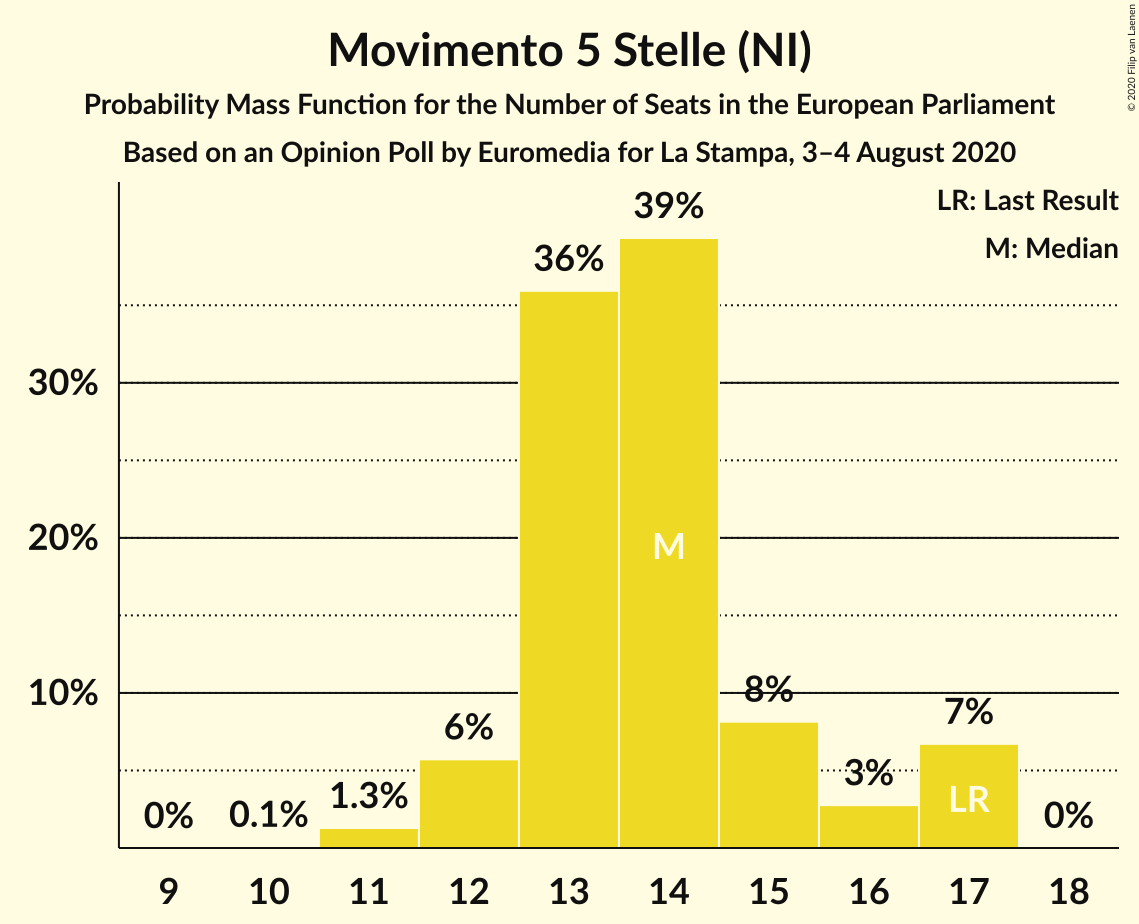 Movimento 5 Stelle (NI)
Probability Mass Function for the Number of Seats in the European Parliament
Based on an Opinion Poll by Euromedia for La Stampa, 3–4 August 2020
© 2020 Filip van Laenen
LR: Last Result
M: Median
39%
36%
30%
20%
M
10%
8%
7%
6%
3%
1.3%
LR
0%
0.1%
0%
9 10 11 12 13 14 15 16 17 18